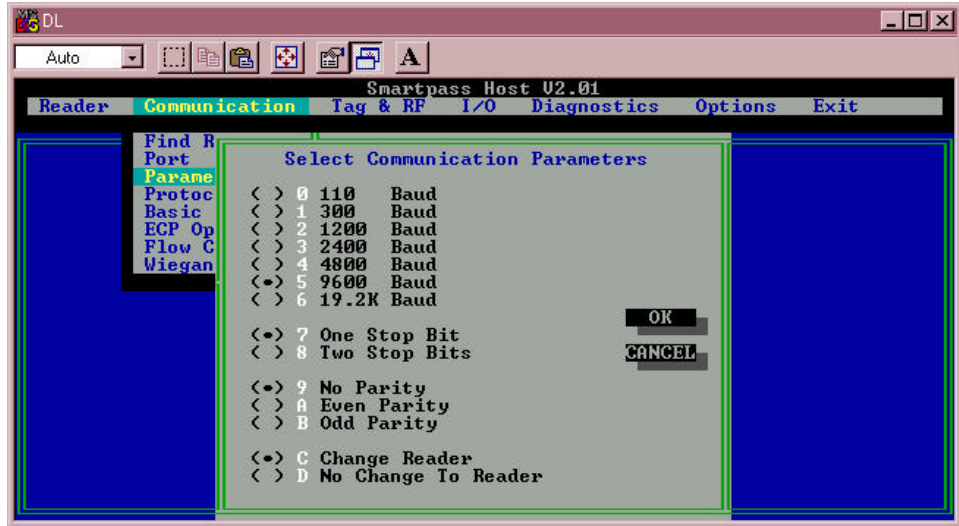 DL
Auto
A
Smartpass Host V2.01
Reader Communication Tag & RF I/O Diagnostics Options Exit
Find R
Port
Parame
Protoc
Basic
ECP Op
Flow C
Wiegan
Select Communication Parameters
( ) 0 110 Baud
( ) 1 300 Baud
( ) 2 1200 Baud
( ) 3 2400 Baud
( ) 4 4800 Baud
(•) 5 9600 Baud
( ) 6 19.2K Baud
(•) 7 One Stop Bit
( ) 8 Two Stop Bits
(•) 9 No Parity
( ) A Even Parity
( ) B Odd Parity
(•) C Change Reader
( ) D No Change To Reader
OK
CANCEL